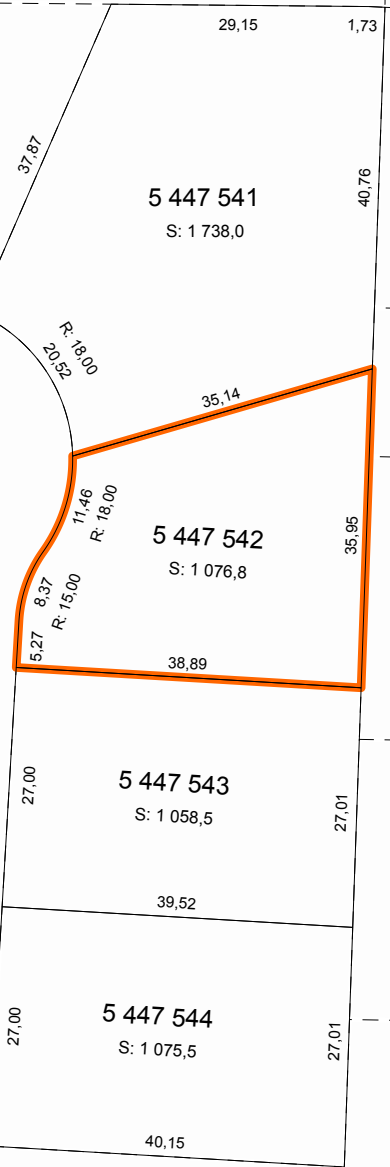 29,15
1,73
37,87
40,76
5 447 541
S: 1 738,0
R: 18,00
20,52
35,14
11,46
R: 18,00
5 447 542
S: 1 076,8
35,95
8,37
R: 15,00
5,27
38,89
27,00
5 447 543
S: 1 058,5
27,01
39,52
27,00
5 447 544
S: 1 075,5
27,01
40,15